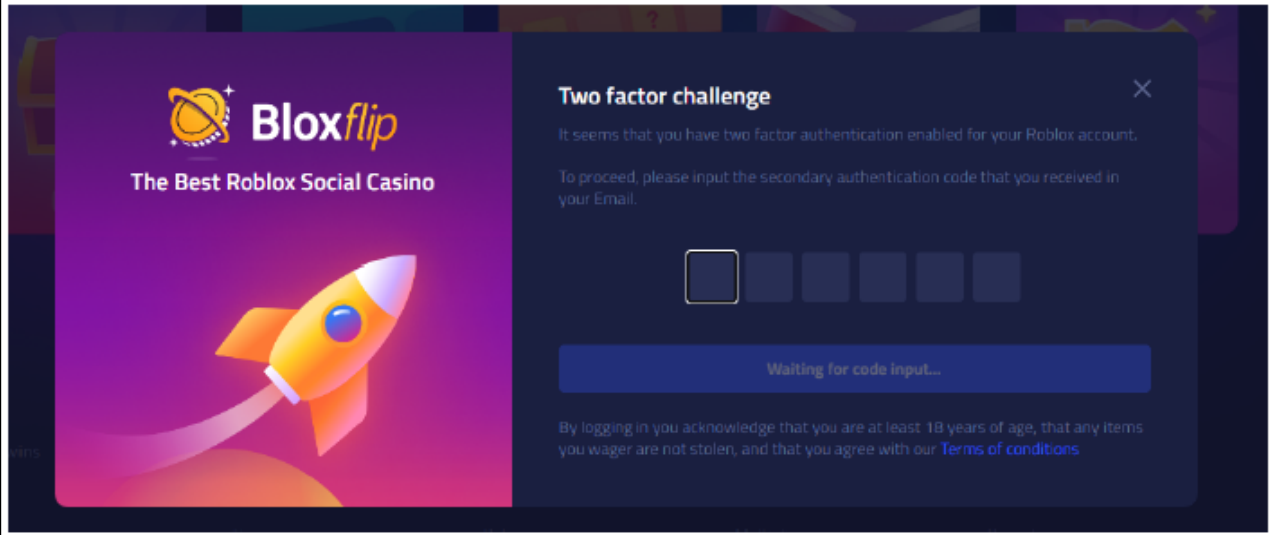 Bloxflip
The Best Roblox Social Casino
Two factor challenge
It seems that you have two factor authentication enabled for your Roblox account.
To proceed, please input the secondary authentication code that you received in
your Email.
Waiting for code input...
By logging in you acknowledge that you are at least 18 years of age, that any items
you wager are not stolen, and that you agree with our Terms of conditions
wins
?